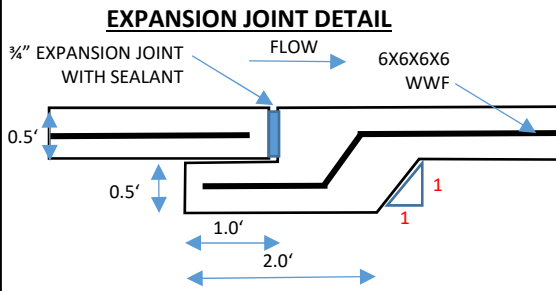 EXPANSION JOINT DETAIL
¾” EXPANSION JOINT
WITH SEALANT
FLOW
6X6X6X6
WWF
0.5‘
0.5‘
1
1
1.0‘
2.0‘